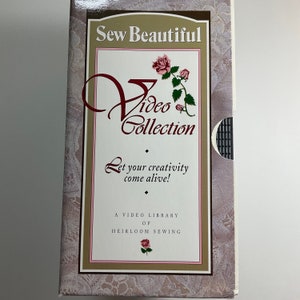 Sew Beautiful
Video
Collection
Let your creativity
come alive!
A VIDEO LIBRARY
OF
HEIRLOOM SEWING